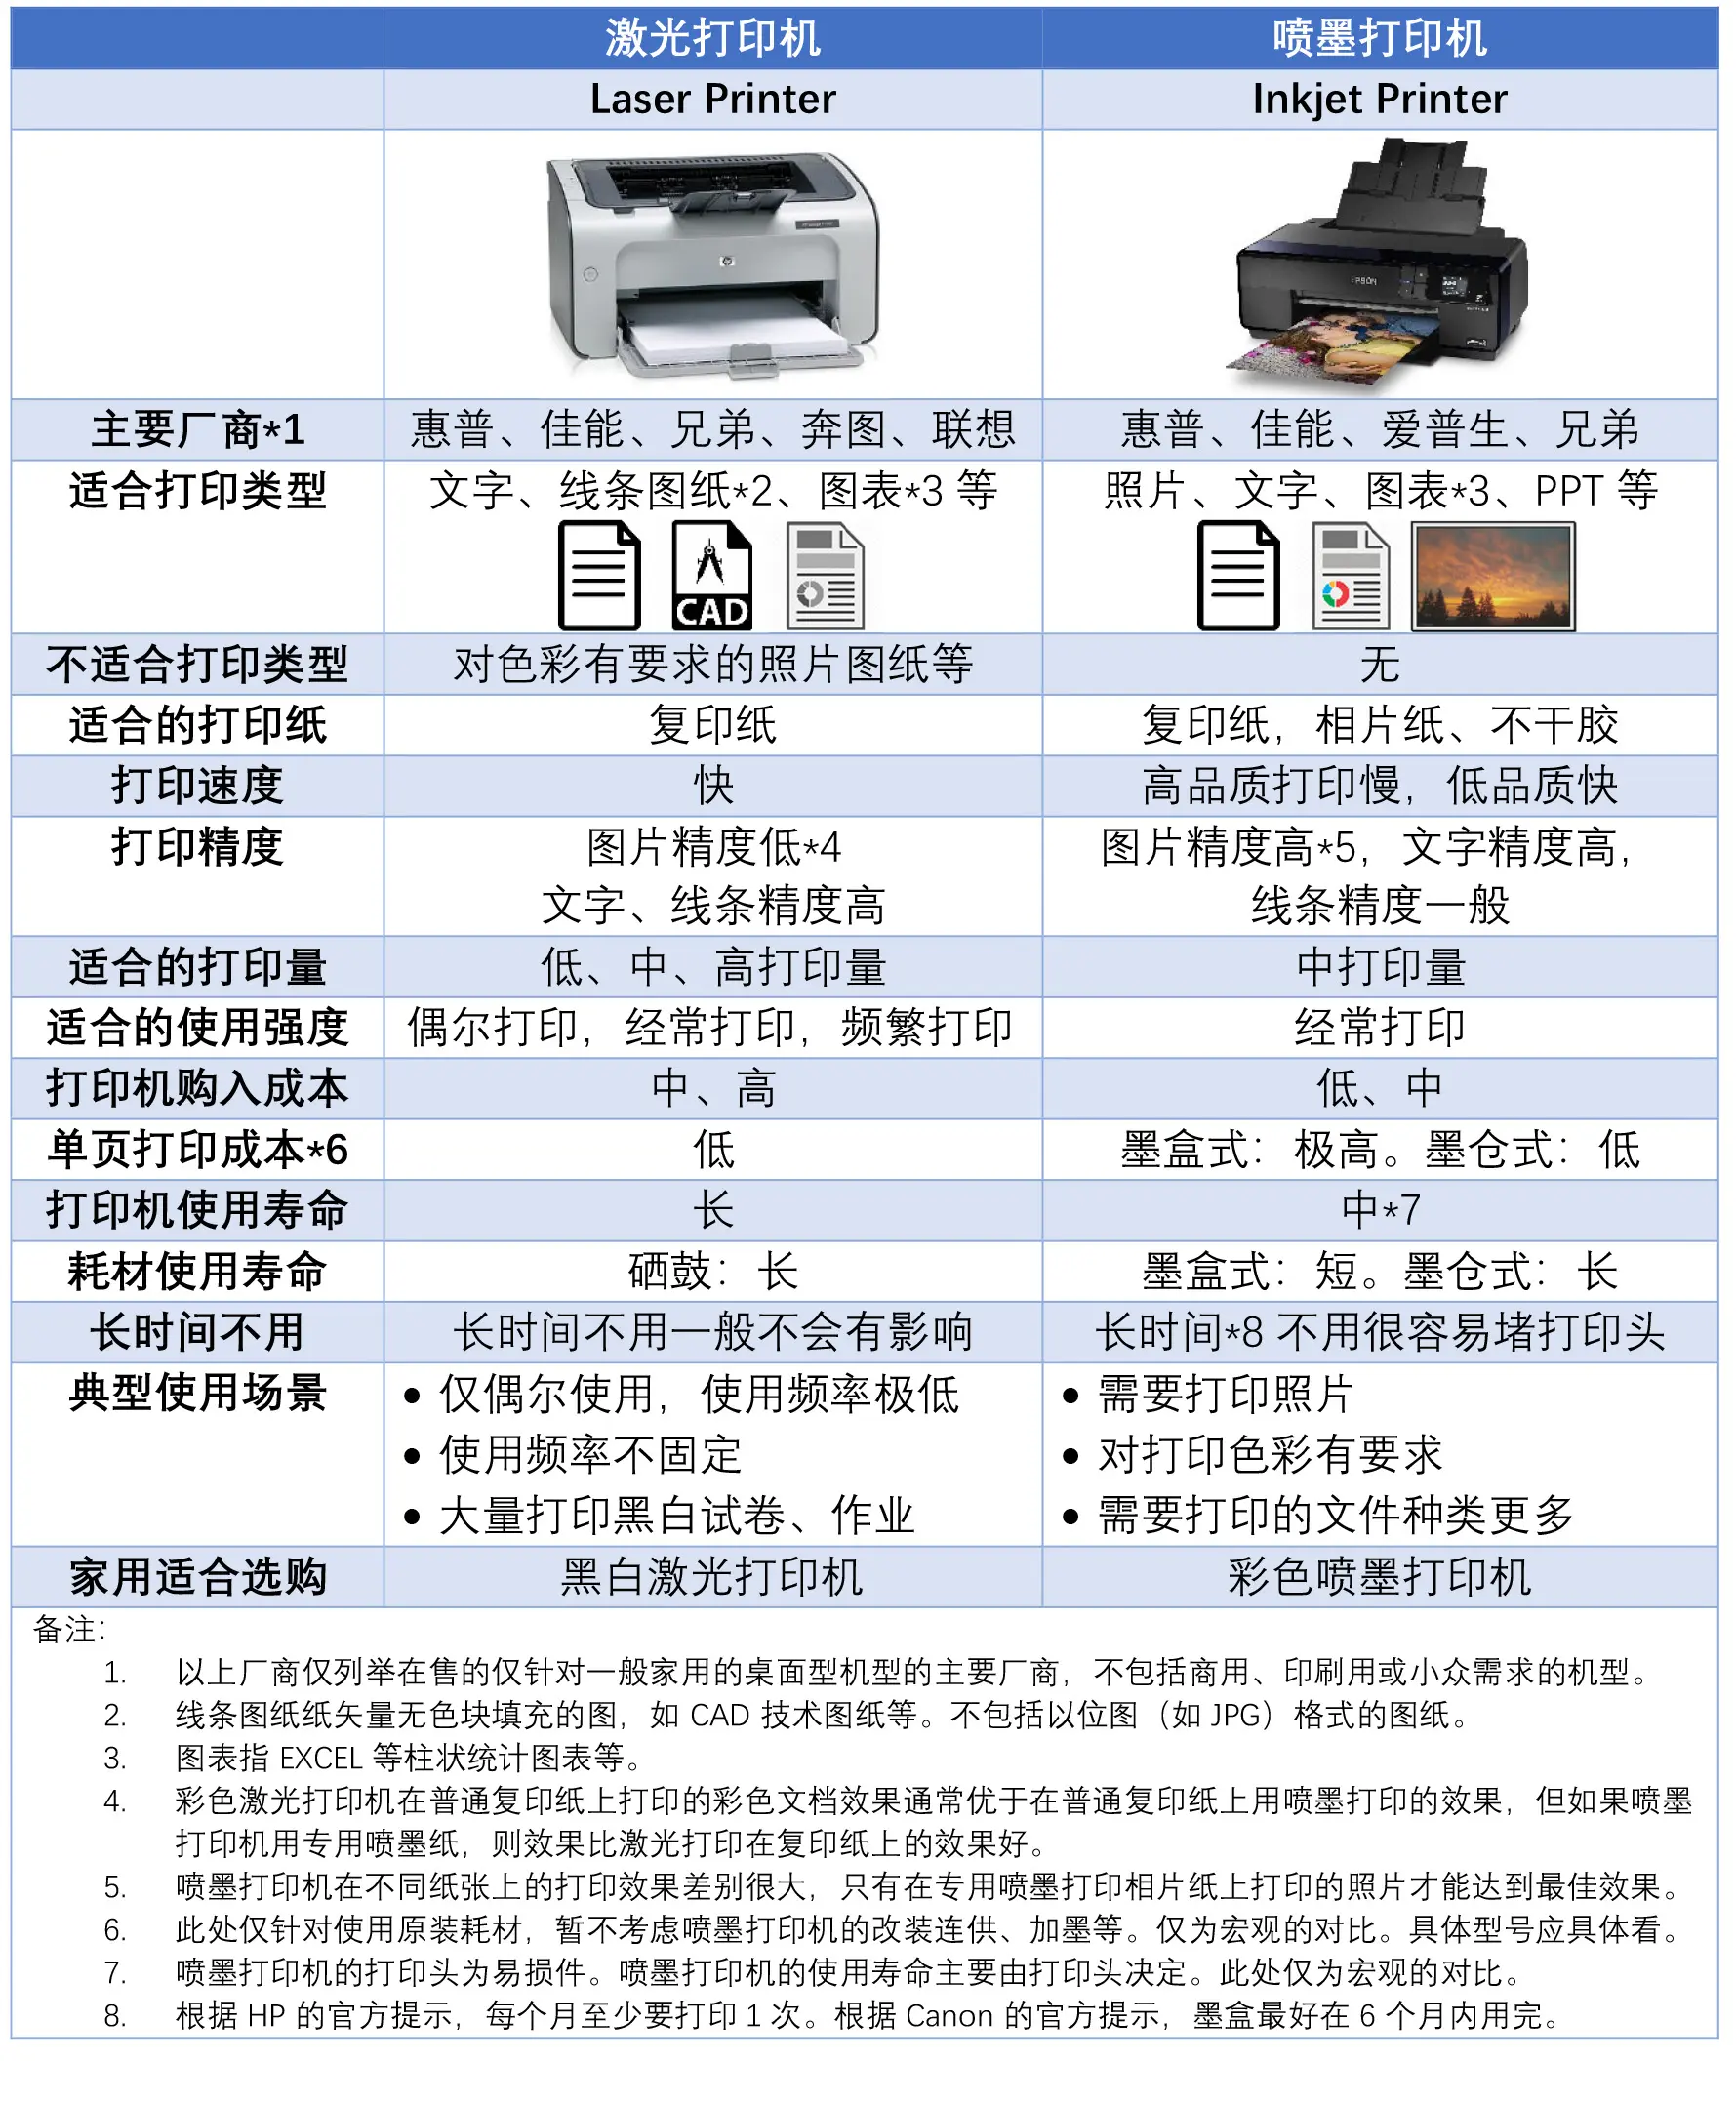 激光打印机 喷墨打印机
Laser Printer Inkjet Printer
hp
EPSON
主要厂商*1 惠普、佳能、兄弟、奔图、联想 惠普、佳能、爱普生、兄弟
适合打印类型 文字、线条图纸*2、图表*3 等 照片、文字、图表*3、PPT 等
CAD
不适合打印类型 对色彩有要求的照片图纸等 无
适合的打印纸 复印纸 复印纸，相片纸、不干胶
打印速度 快 高品质打印慢，低品质快
打印精度 图片精度低*4 图片精度高*5，文字精度高，
文字、线条精度高 线条精度一般
适合的打印量 低、中、高打印量 中打印量
适合的使用强度 偶尔打印，经常打印，频繁打印 经常打印
打印机购入成本 中、高 低、中
单页打印成本*6 低 墨盒式：极高。墨仓式：低
打印机使用寿命 长 中*7
耗材使用寿命 硒鼓：长 墨盒式：短。墨仓式：长
长时间不用 长时间不用一般不会有影响 长时间*8 不用很容易堵打印头
典型使用场景 • 仅偶尔使用，使用频率极低 • 需要打印照片
• 使用频率不固定 • 对打印色彩有要求
• 大量打印黑白试卷、作业 • 需要打印的文件种类更多
家用适合选购 黑白激光打印机 彩色喷墨打印机
备注：
1. 以上厂商仅列举在售的仅针对一般家用的桌面型机型的主要厂商，不包括商用、印刷用或小众需求的机型。
2. 线条图纸纸矢量无色块填充的图，如 CAD 技术图纸等。不包括以位图（如 JPG）格式的图纸。
3. 图表指 EXCEL 等柱状统计图表等。
4. 彩色激光打印机在普通复印纸上打印的彩色文档效果通常优于在普通复印纸上用喷墨打印的效果，但如果喷墨
打印机用专用喷墨纸，则效果比激光打印在复印纸上的效果好。
5. 喷墨打印机在不同纸张上的打印效果差别很大，只有在专用喷墨打印相片纸上打印的照片才能达到最佳效果。
6. 此处仅针对使用原装耗材，暂不考虑喷墨打印机的改装连供、加墨等。仅为宏观的对比。具体型号应具体看。
7. 喷墨打印机的打印头为易损件。喷墨打印机的使用寿命主要由打印头决定。此处仅为宏观的对比。
8. 根据 HP 的官方提示，每个月至少要打印 1 次。根据 Canon 的官方提示，墨盒最好在 6 个月内用完。